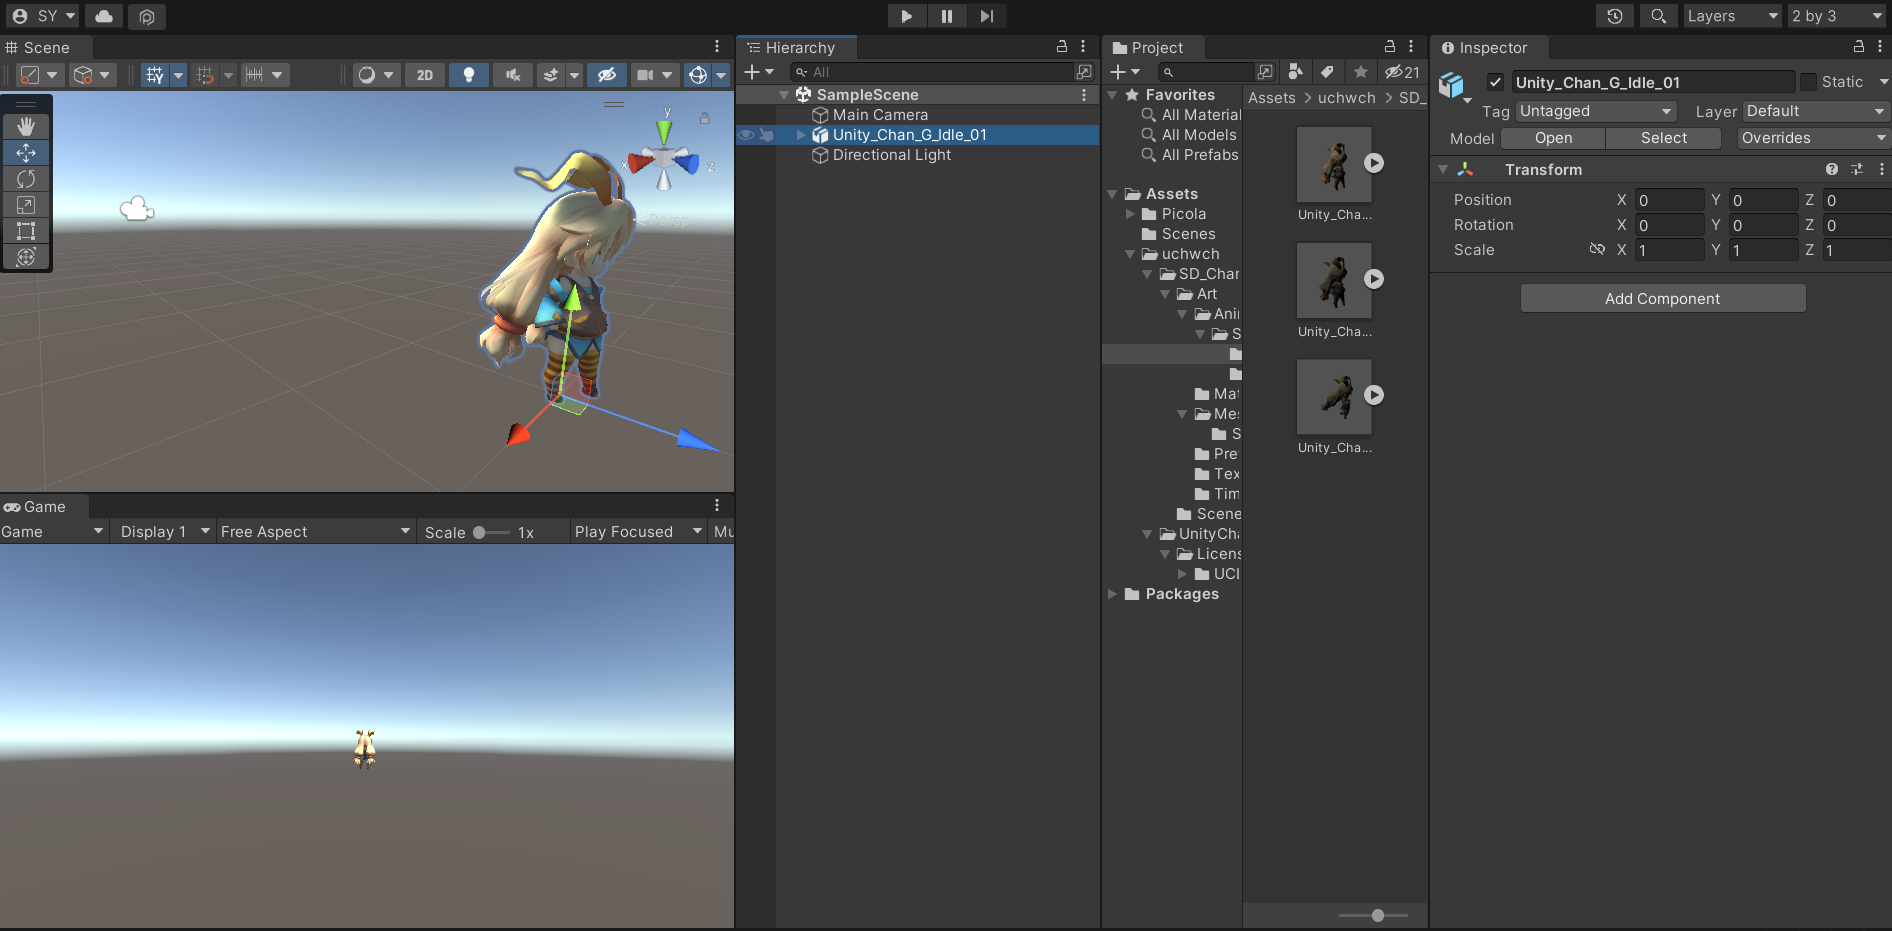 SY
Layers
2 by 3
Scene
2D
y
x
z
Persp
Game
Game
Display 1
Free Aspect
Scale
1x
Play Focused
Mu
Hierarchy
All
SampleScene
Main Camera
Unity_Chan_G_Idle_01
Directional Light
Project
21
Favorites
All Material
All Models
All Prefabs
Assets
Picola
Scenes
uchwch
SD_Char
Art
Ani
S
Mat
Mes
S
Pre
Tex
Tim
Scene
UnityCha
Licens
UCL
Packages
Assets > uchwch > SD_
Unity_Cha...
Unity_Cha...
Unity_Cha...
Inspector
Unity_Chan_G_Idle_01
Static
Tag Untagged Layer Default
Model Open Select Overrides
Transform
Position X 0 Y 0 Z 0
Rotation X 0 Y 0 Z 0
Scale X 1 Y 1 Z 1
Add Component